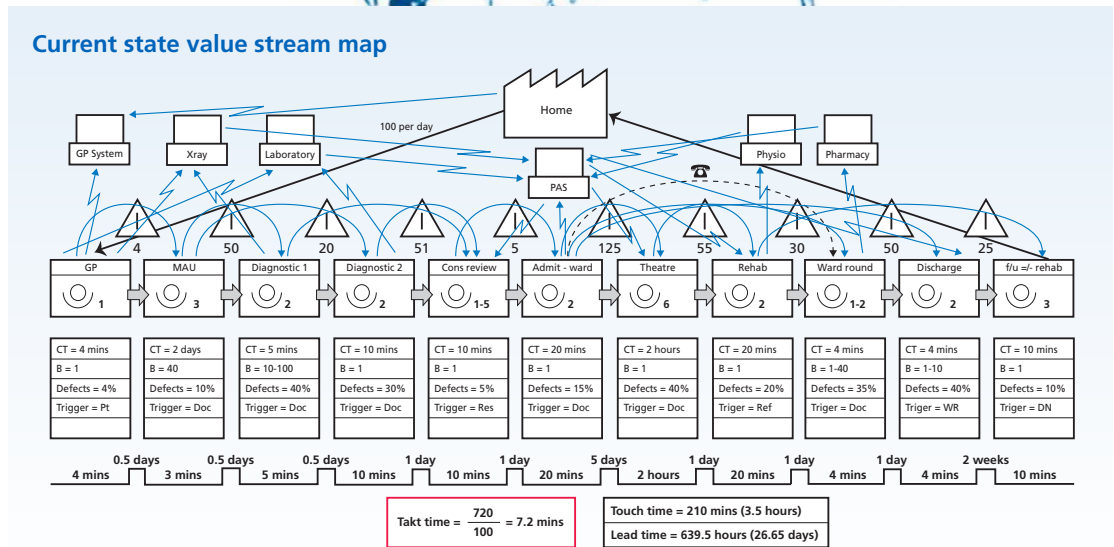 Current state value stream map
Home
100 per day
GP System
Xray
Laboratory
PAS
Physio
Pharmacy
4
50
20
51
5
125
55
30
50
25
GP
1
MAU
3
Diagnostic 1
2
Diagnostic 2
2
Cons review
1-5
Admit - ward
2
Theatre
6
Rehab
2
Ward round
1-2
Discharge
2
f/u =/- rehab
3
CT = 4 mins
B = 1
Defects = 4%
Trigger = Pt
CT = 2 days
B = 40
Defects = 10%
Trigger = Doc
CT = 5 mins
B = 10-100
Defects = 40%
Trigger = Doc
CT = 10 mins
B = 1
Defects = 30%
Trigger = Doc
CT = 10 mins
B = 1
Defects = 5%
Trigger = Res
CT = 20 mins
B = 1
Defects = 15%
Trigger = Doc
CT = 2 hours
B = 1
Defects = 40%
Trigger = Doc
CT = 20 mins
B = 1
Defects = 20%
Triger = Ref
CT = 4 mins
B = 1-40
Defects = 35%
Trigger = Doc
CT = 4 mins
B = 1-10
Defects = 40%
Triger = WR
CT = 10 mins
B = 1
Defects = 10%
Triger = DN
4 mins
0.5 days
3 mins
0.5 days
5 mins
0.5 days
10 mins
1 day
10 mins
1 day
20 mins
5 days
2 hours
1 day
20 mins
1 day
4 mins
1 day
4 mins
2 weeks
10 mins
Takt time = 720 / 100 = 7.2 mins
Touch time = 210 mins (3.5 hours)
Lead time = 639.5 hours (26.65 days)